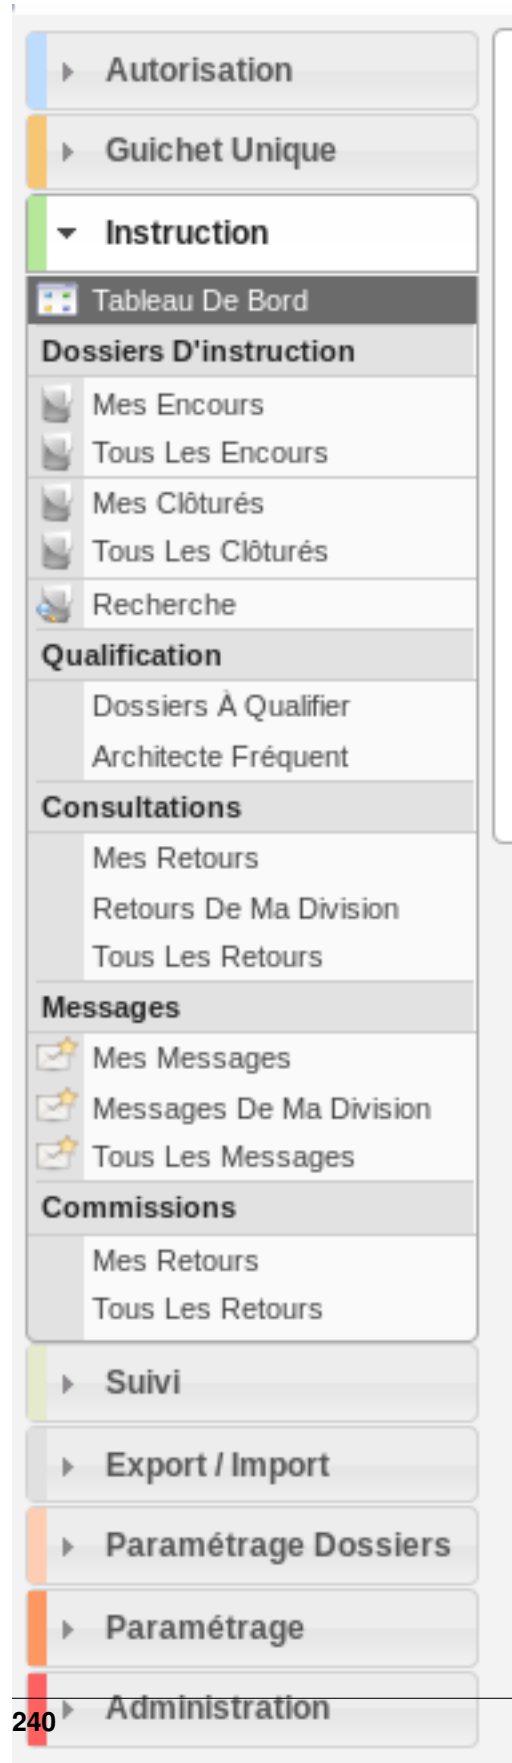 Autorisation
Guichet Unique
Instruction
Tableau De Bord
Dossiers D'instruction
Mes Encours
Tous Les Encours
Mes Clôturés
Tous Les Clôturés
Recherche
Qualification
Dossiers À Qualifier
Architecte Fréquent
Consultations
Mes Retours
Retours De Ma Division
Tous Les Retours
Messages
Mes Messages
Messages De Ma Division
Tous Les Messages
Commissions
Mes Retours
Tous Les Retours
Suivi
Export / Import
Paramétrage Dossiers
Paramétrage
Administration
240